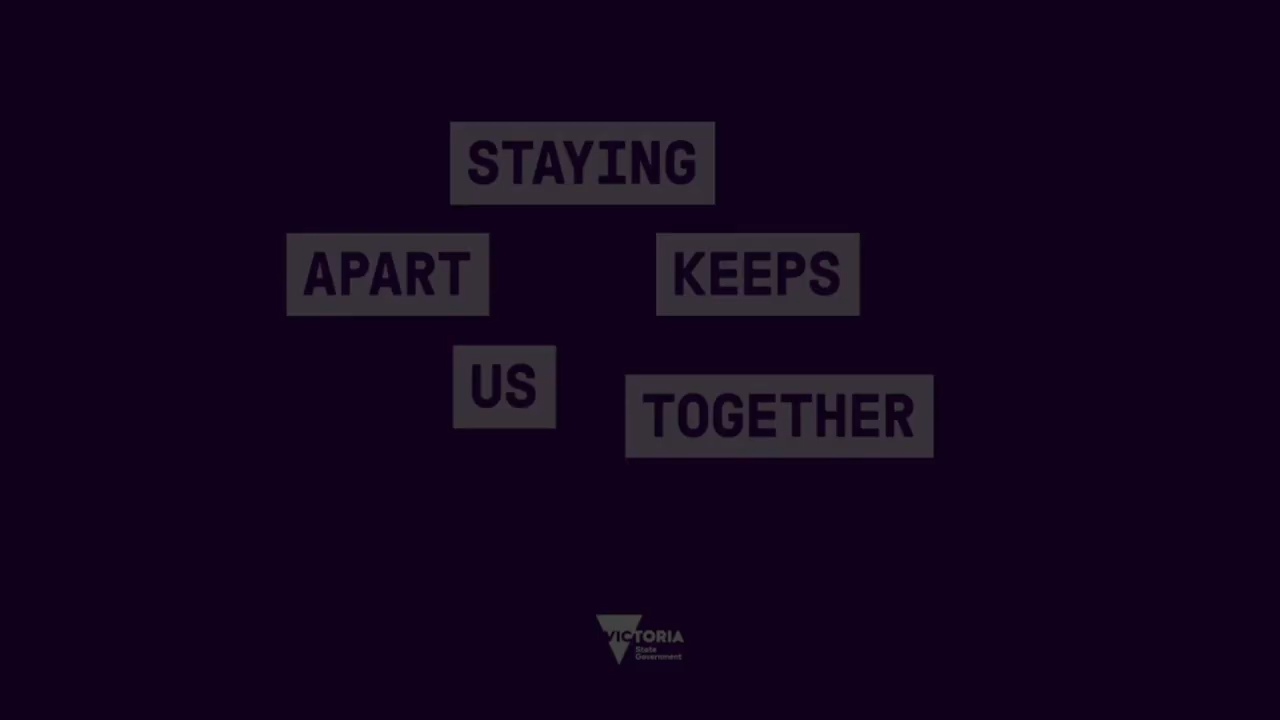 STAYING
APART KEEPS
US TOGETHER
VICTORIA
State
Government